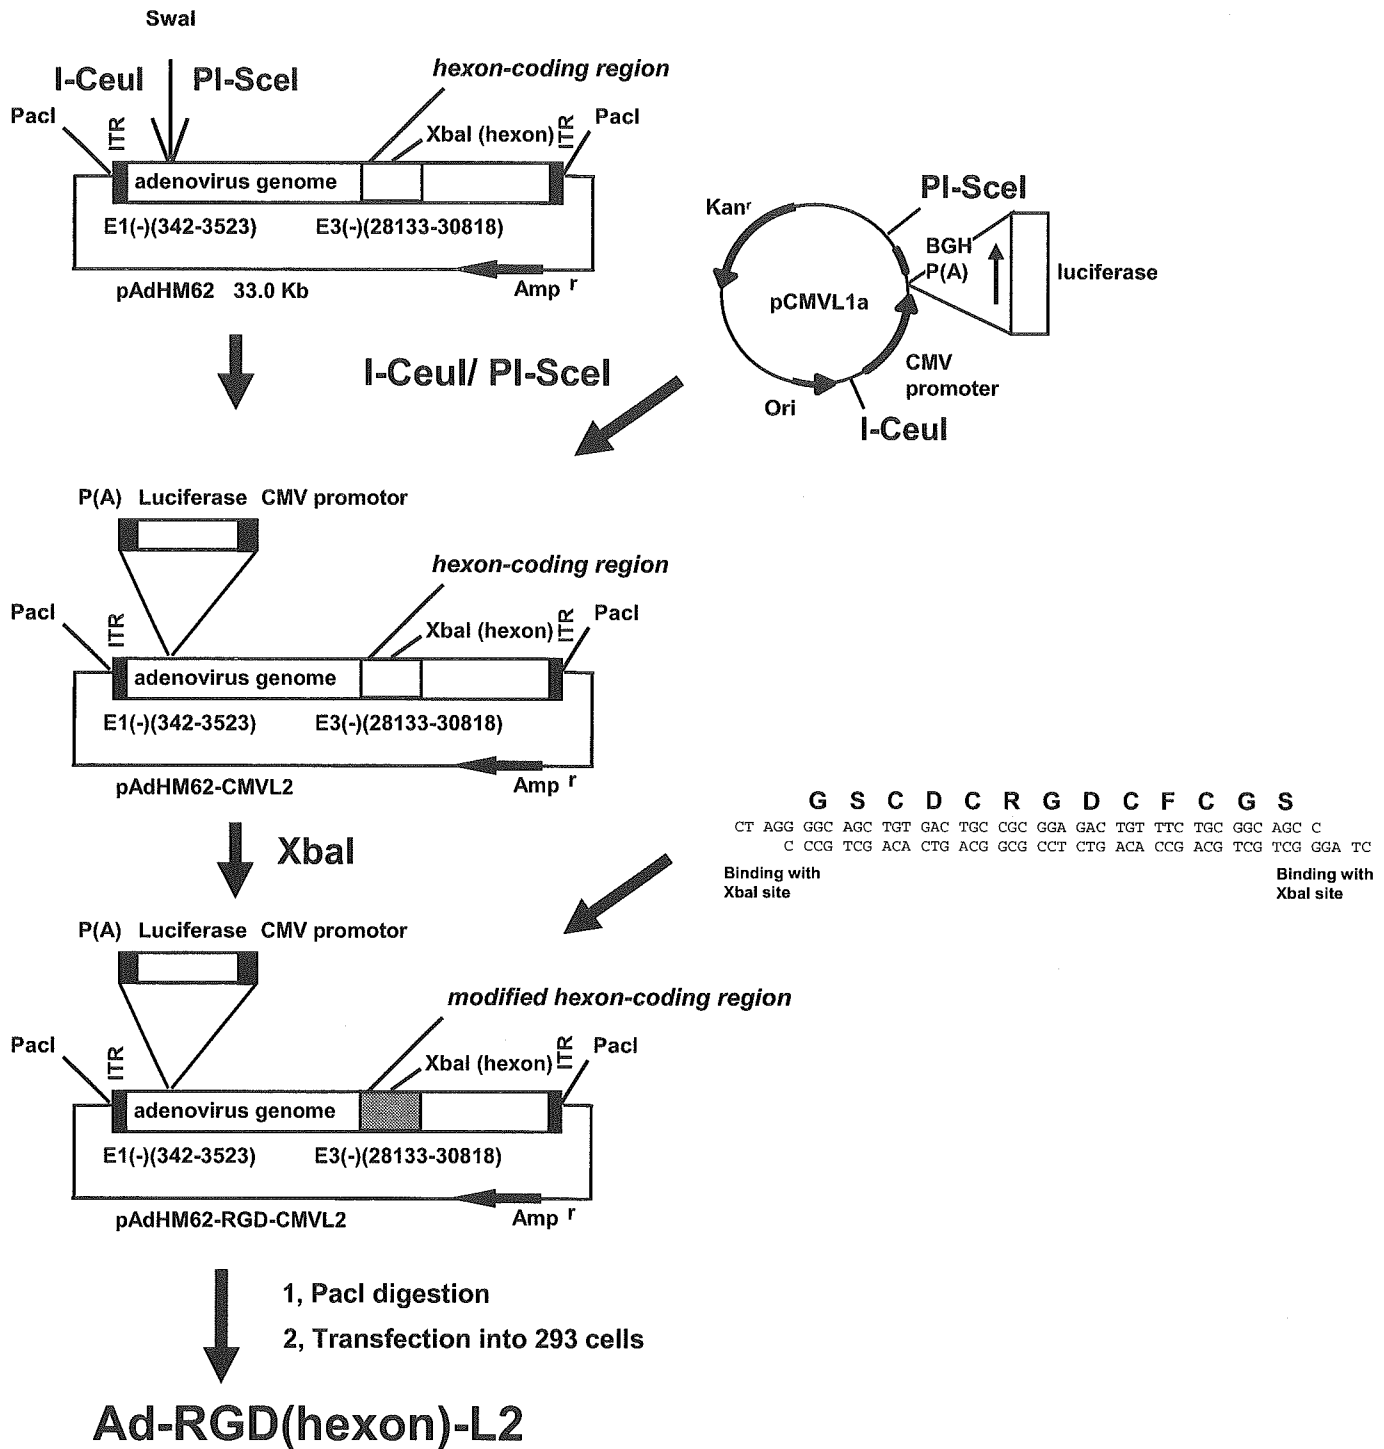 SwaI
I-CeuI PI-SceI
hexon-coding region
PacI
ITR
XbaI (hexon)
ITR
PacI
adenovirus genome
E1(-)(342-3523) E3(-)(28133-30818)
Amp r
pAdHM62 33.0 Kb
PI-SceI
Kanr
BGH
P(A)
luciferase
pCMVL1a
CMV
promoter
Ori
I-CeuI
I-CeuI/ PI-SceI
P(A) Luciferase CMV promotor
hexon-coding region
PacI
ITR
XbaI (hexon)
ITR
PacI
adenovirus genome
E1(-)(342-3523) E3(-)(28133-30818)
Amp r
pAdHM62-CMVL2
XbaI
G S C D C R G D C F C G S
CT AGG GGC AGC TGT GAC TGC CGC GGA GAC TGT TTC TGC GGC AGC C
C CCG TCG ACA CTG ACG GCG CCT CTG ACA CCG ACG TCG TCG GGA TC
Binding with
XbaI site
Binding with
XbaI site
P(A) Luciferase CMV promotor
modified hexon-coding region
PacI
ITR
XbaI (hexon)
ITR
PacI
adenovirus genome
E1(-)(342-3523) E3(-)(28133-30818)
Amp r
pAdHM62-RGD-CMVL2
1, PacI digestion
2, Transfection into 293 cells
Ad-RGD(hexon)-L2